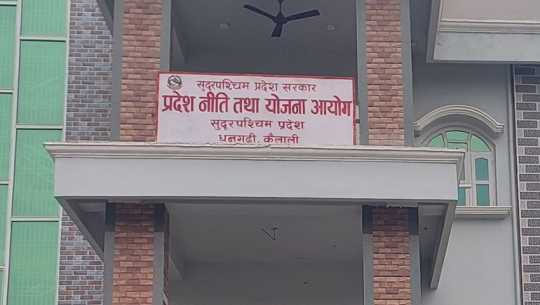 सुदूरपश्चिम प्रदेश सरकार
प्रदेश नीति तथा योजना आयोग
सुदूरपश्चिम प्रदेश
धनगढी, कैलाली